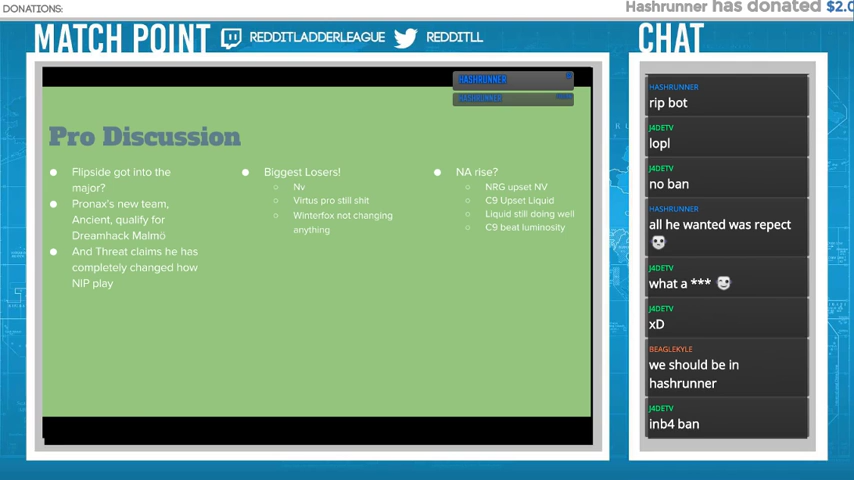 DONATIONS:
Hashrunner has donated $2.0
MATCH POINT
REDDITLADDERLEAGUE
REDDITLL
CHAT
HASHRUNNER
HASHRUNNER
Pro Discussion
Flipside got into the
major?
Pronax's new team,
Ancient, qualify for
Dreamhack Malmö
And Threat claims he has
completely changed how
NIP play
Biggest Losers!
Nv
Virtus pro still shit
Winterfox not changing
anything
NA rise?
NRG upset NV
C9 Upset Liquid
Liquid still doing well
C9 beat luminosity
HASHRUNNER
rip bot
J4DETV
lopl
J4DETV
no ban
HASHRUNNER
all he wanted was repect
J4DETV
what a ***
J4DETV
xD
BEAGLEKYLE
we should be in
hashrunner
J4DETV
inb4 ban